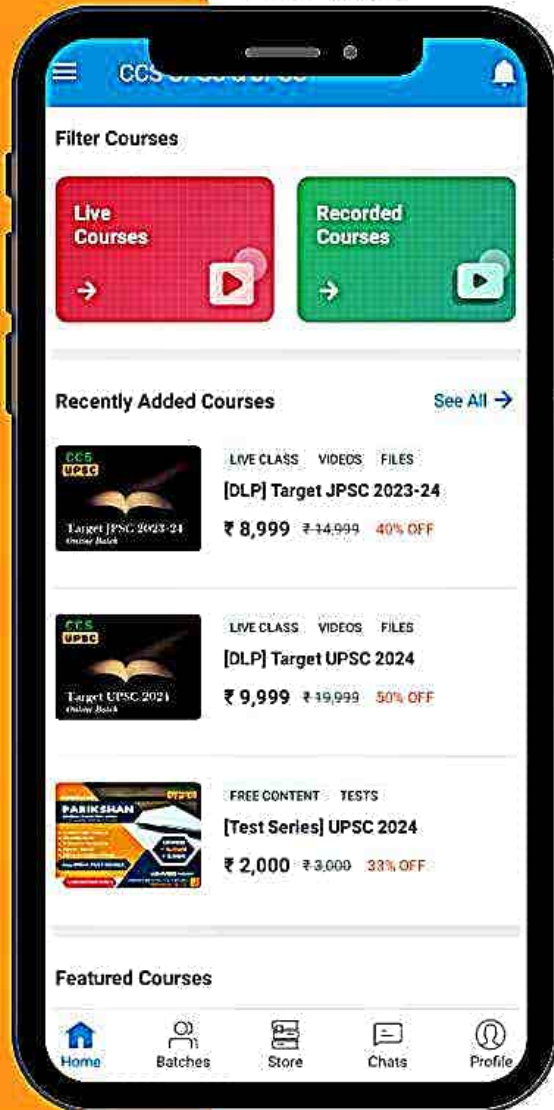 CCS
Filter Courses
Live
Courses
Recorded
Courses
Recently Added Courses
See All →
CCS
UPSC
Target JPSC 2023-24
Online Batch
LIVE CLASS VIDEOS FILES
[DLP] Target JPSC 2023-24
₹ 8,999 ₹ 14,999 40% OFF
CCS
UPSC
Target UPSC 2024
Online Batch
LIVE CLASS VIDEOS FILES
[DLP] Target UPSC 2024
₹ 9,999 ₹ 19,999 50% OFF
PARIKSHAN
FREE CONTENT TESTS
[Test Series] UPSC 2024
₹ 2,000 ₹ 3,000 33% OFF
Featured Courses
Home Batches Store Chats Profile